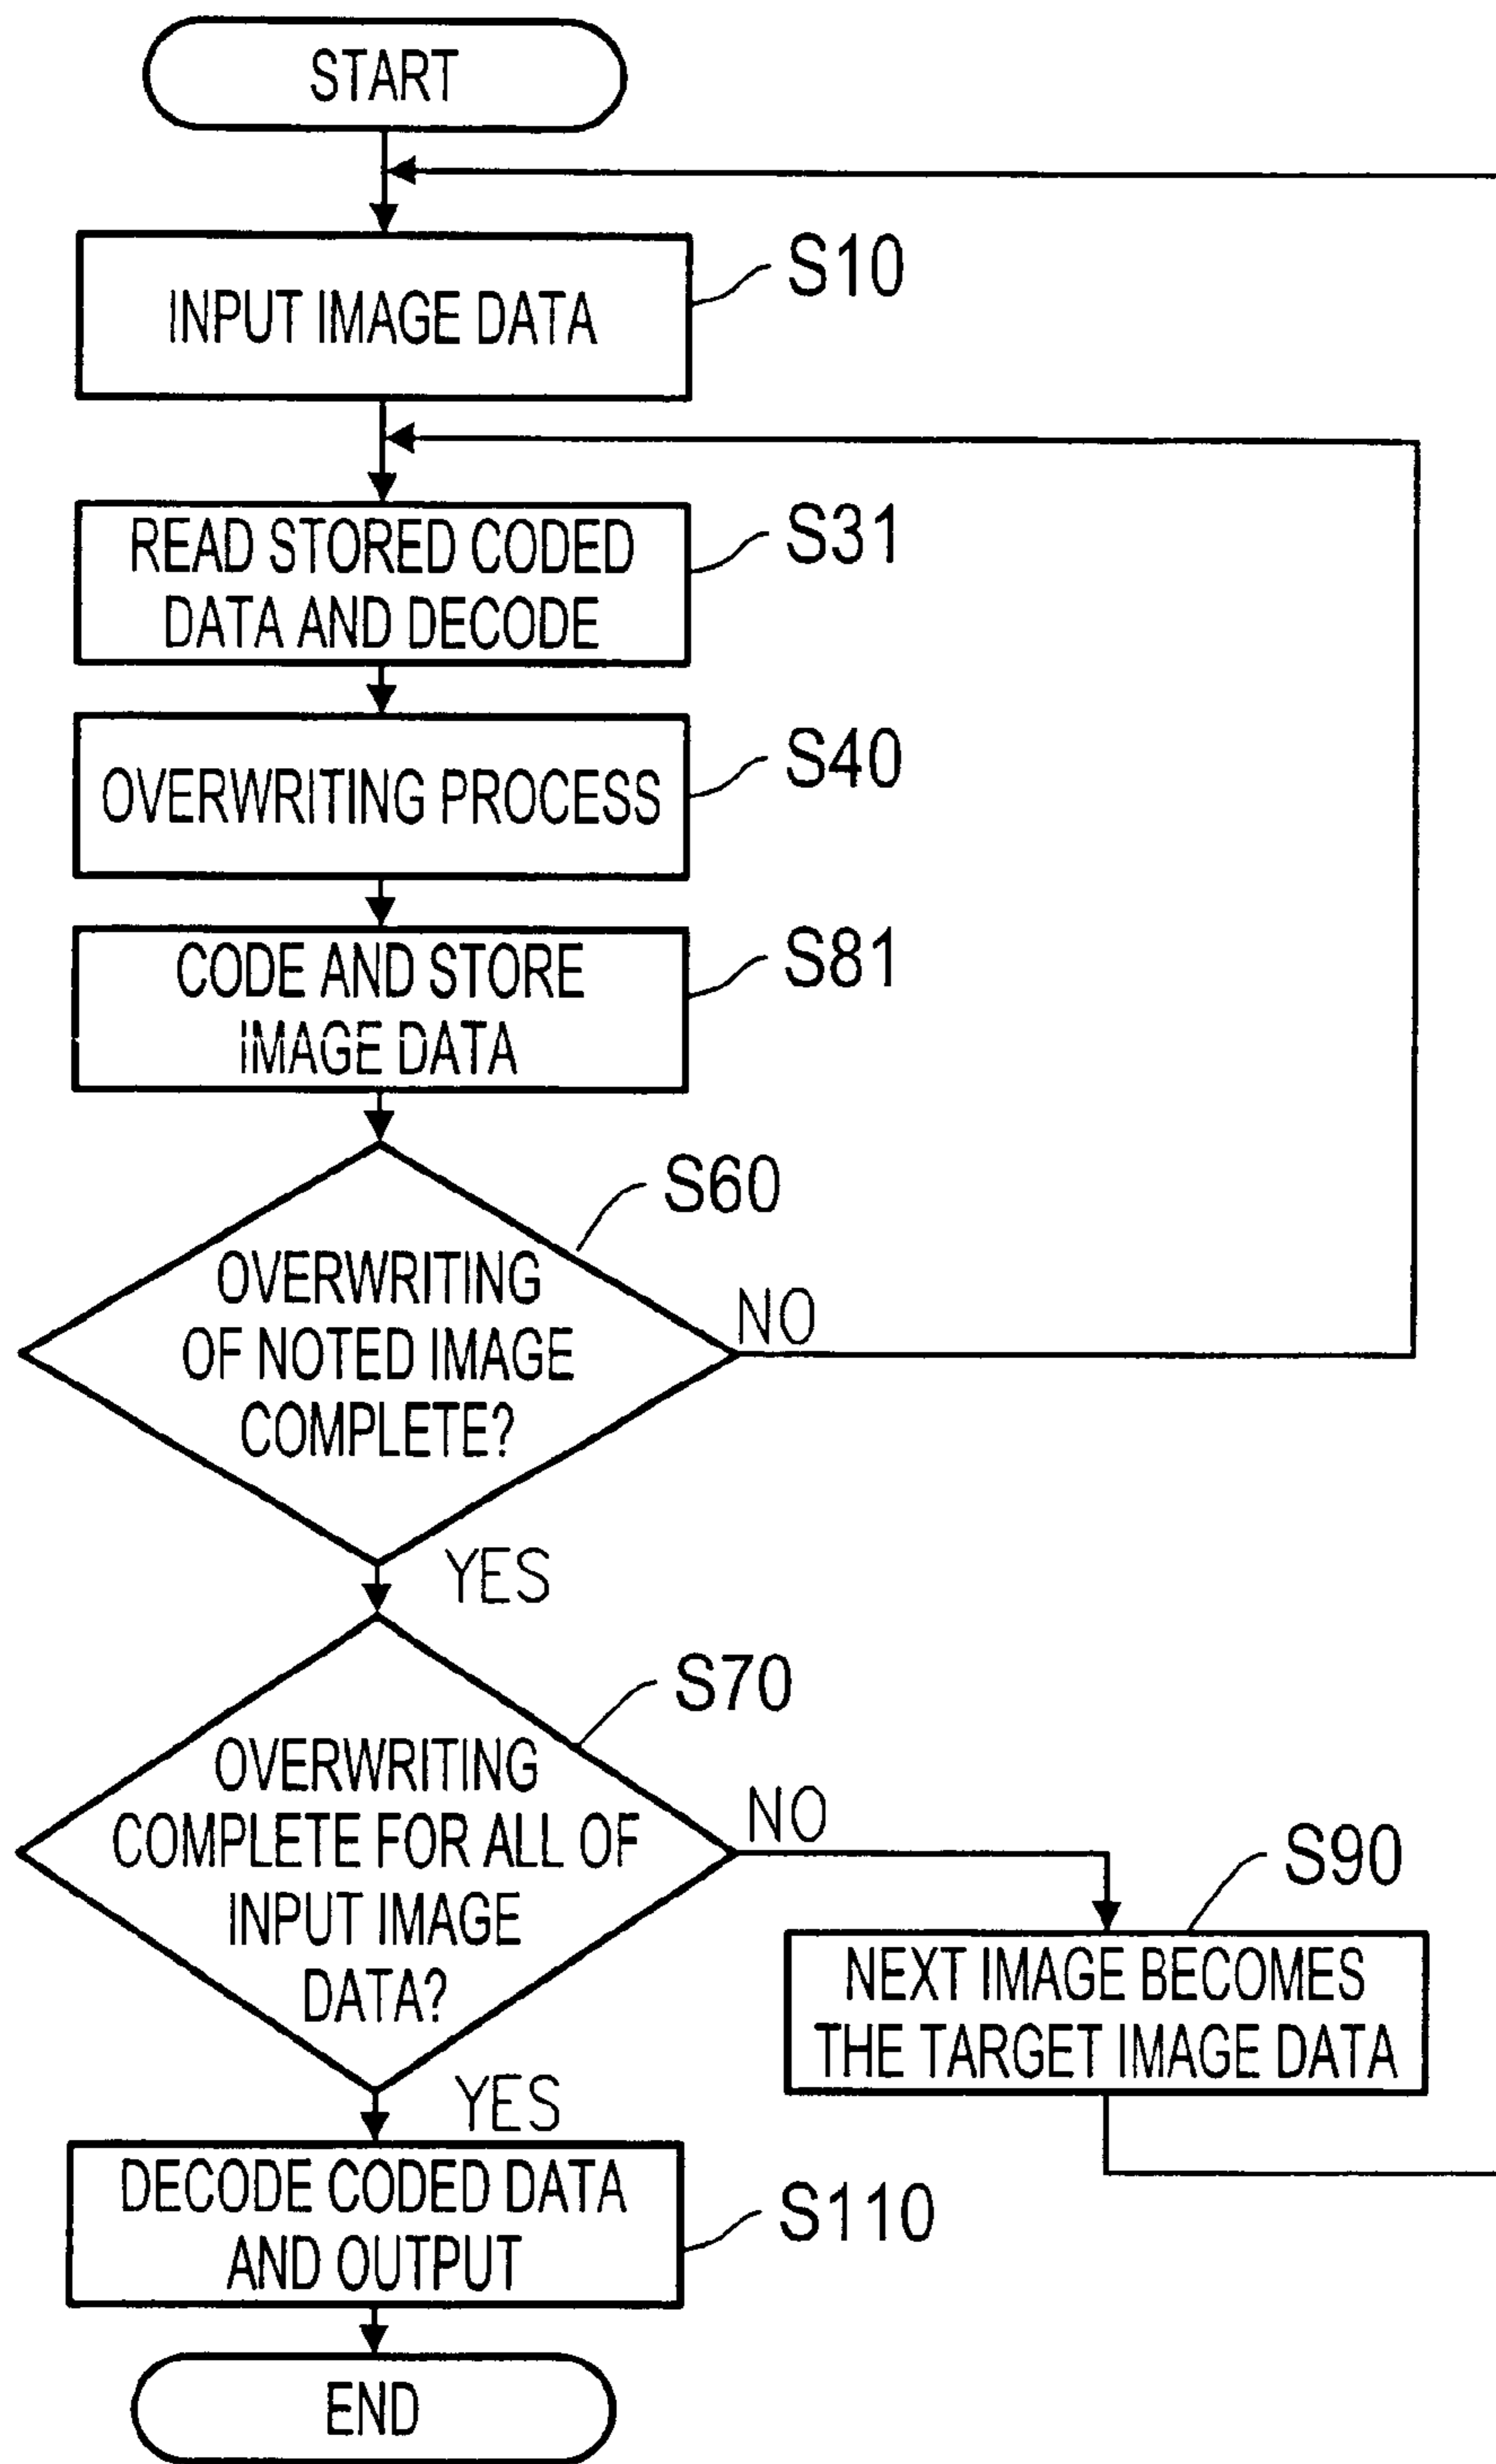 START
INPUT IMAGE DATA
S10
READ STORED CODED
DATA AND DECODE
S31
OVERWRITING PROCESS
S40
CODE AND STORE
IMAGE DATA
S81
S60
OVERWRITING
OF NOTED IMAGE
COMPLETE?
NO
YES
S70
OVERWRITING
COMPLETE FOR ALL OF
INPUT IMAGE
DATA?
NO
S90
NEXT IMAGE BECOMES
THE TARGET IMAGE DATA
YES
DECODE CODED DATA
AND OUTPUT
S110
END